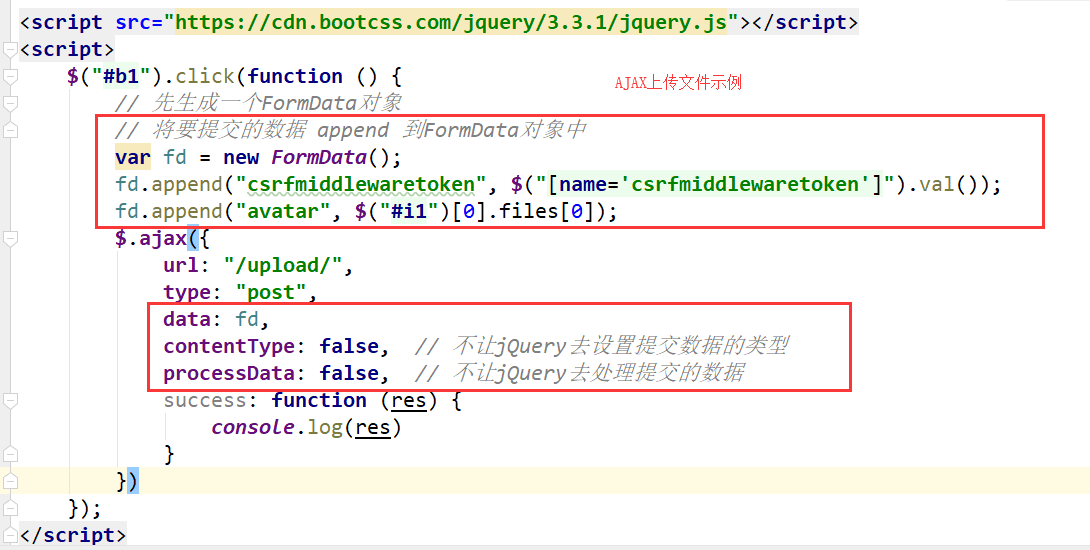 <script src="https://cdn.bootcss.com/jquery/3.3.1/jquery.js"></script>
<script>
    $("#b1").click(function () {
AJAX上传文件示例
        // 先生成一个FormData对象
        // 将要提交的数据 append 到FormData对象中
        var fd = new FormData();
        fd.append("csrfmiddlewaretoken", $("[name='csrfmiddlewaretoken']").val());
        fd.append("avatar", $("#i1")[0].files[0]);
        $.ajax({
            url: "/upload/",
            type: "post",
            data: fd,
            contentType: false,  // 不让jQuery去设置提交数据的类型
            processData: false,  // 不让jQuery去处理提交的数据
            success: function (res) {
                console.log(res)
            }
        })
    });
</script>